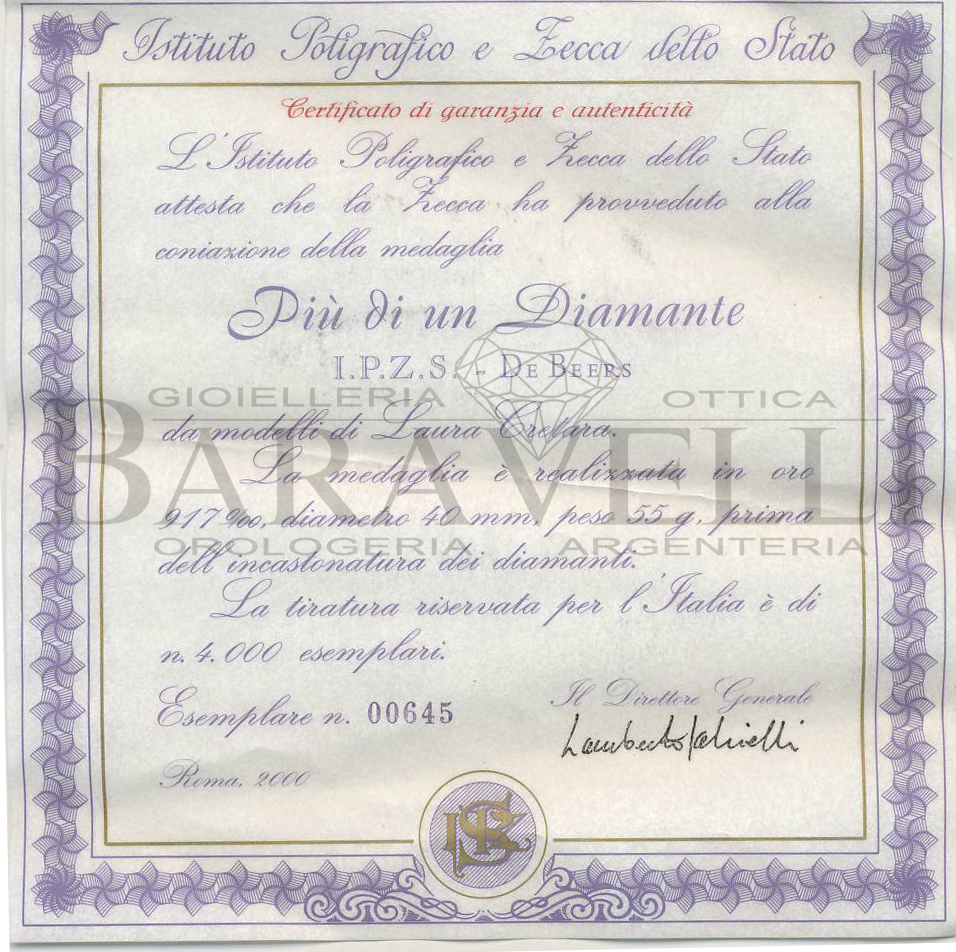 Istituto Poligrafico e Zecca dello Stato
Certificato di garanzia e autenticità
L'Istituto Poligrafico e Zecca dello Stato
attesta che la Zecca ha provveduto alla
coniazione della medaglia
Più di un Diamante
I.P.Z.S. - De Beers
GIOIELLERIA OTTICA
da modelli di Laura Cretara.
BARAVELLI
La medaglia è realizzata in oro
917‰, diametro 40 mm, peso 55 g, prima
OROLOGERIA ARGENTERIA
dell'incastonatura dei diamanti.
La tiratura riservata per l'Italia è di
n. 4.000 esemplari.
Il Direttore Generale
Esemplare n. 00645
Roma, 2000